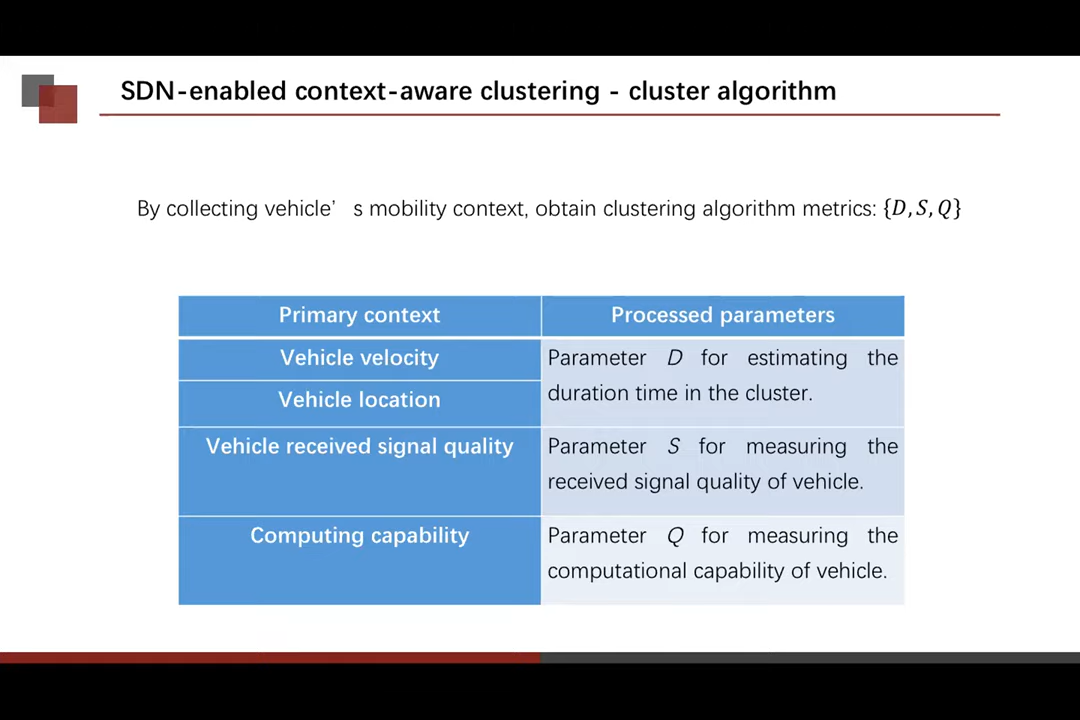 SDN-enabled context-aware clustering - cluster algorithm
By collecting vehicle’ s mobility context, obtain clustering algorithm metrics: {D, S, Q}
Primary context
Processed parameters
Vehicle velocity
Vehicle location
Parameter D for estimating the
duration time in the cluster.
Vehicle received signal quality
Parameter S for measuring the
received signal quality of vehicle.
Computing capability
Parameter Q for measuring the
computational capability of vehicle.